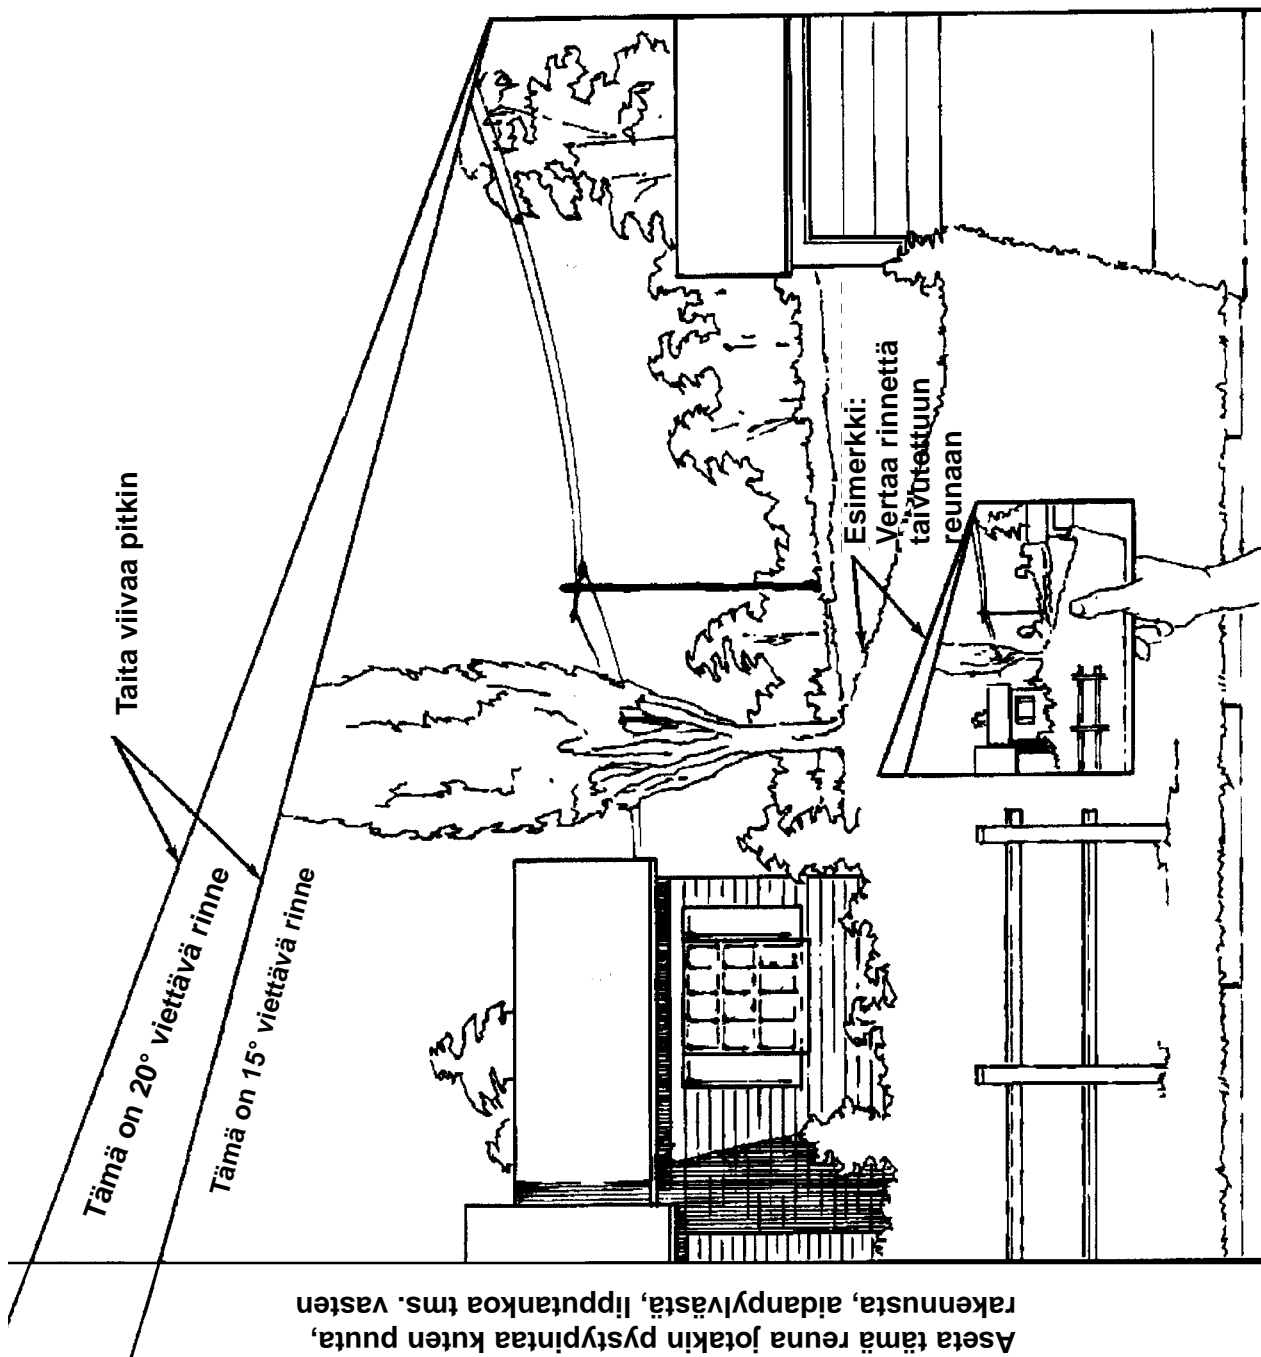 Taita viivaa pitkin
Tämä on 20° viettävä rinne
Tämä on 15° viettävä rinne
Esimerkki:
Vertaa rinnettä
taivutettuun
reunaan
Aseta tämä reuna jotakin pystypintaa kuten puuta,
rakennusta, aidanpylvästä, lipputankoa tms. vasten